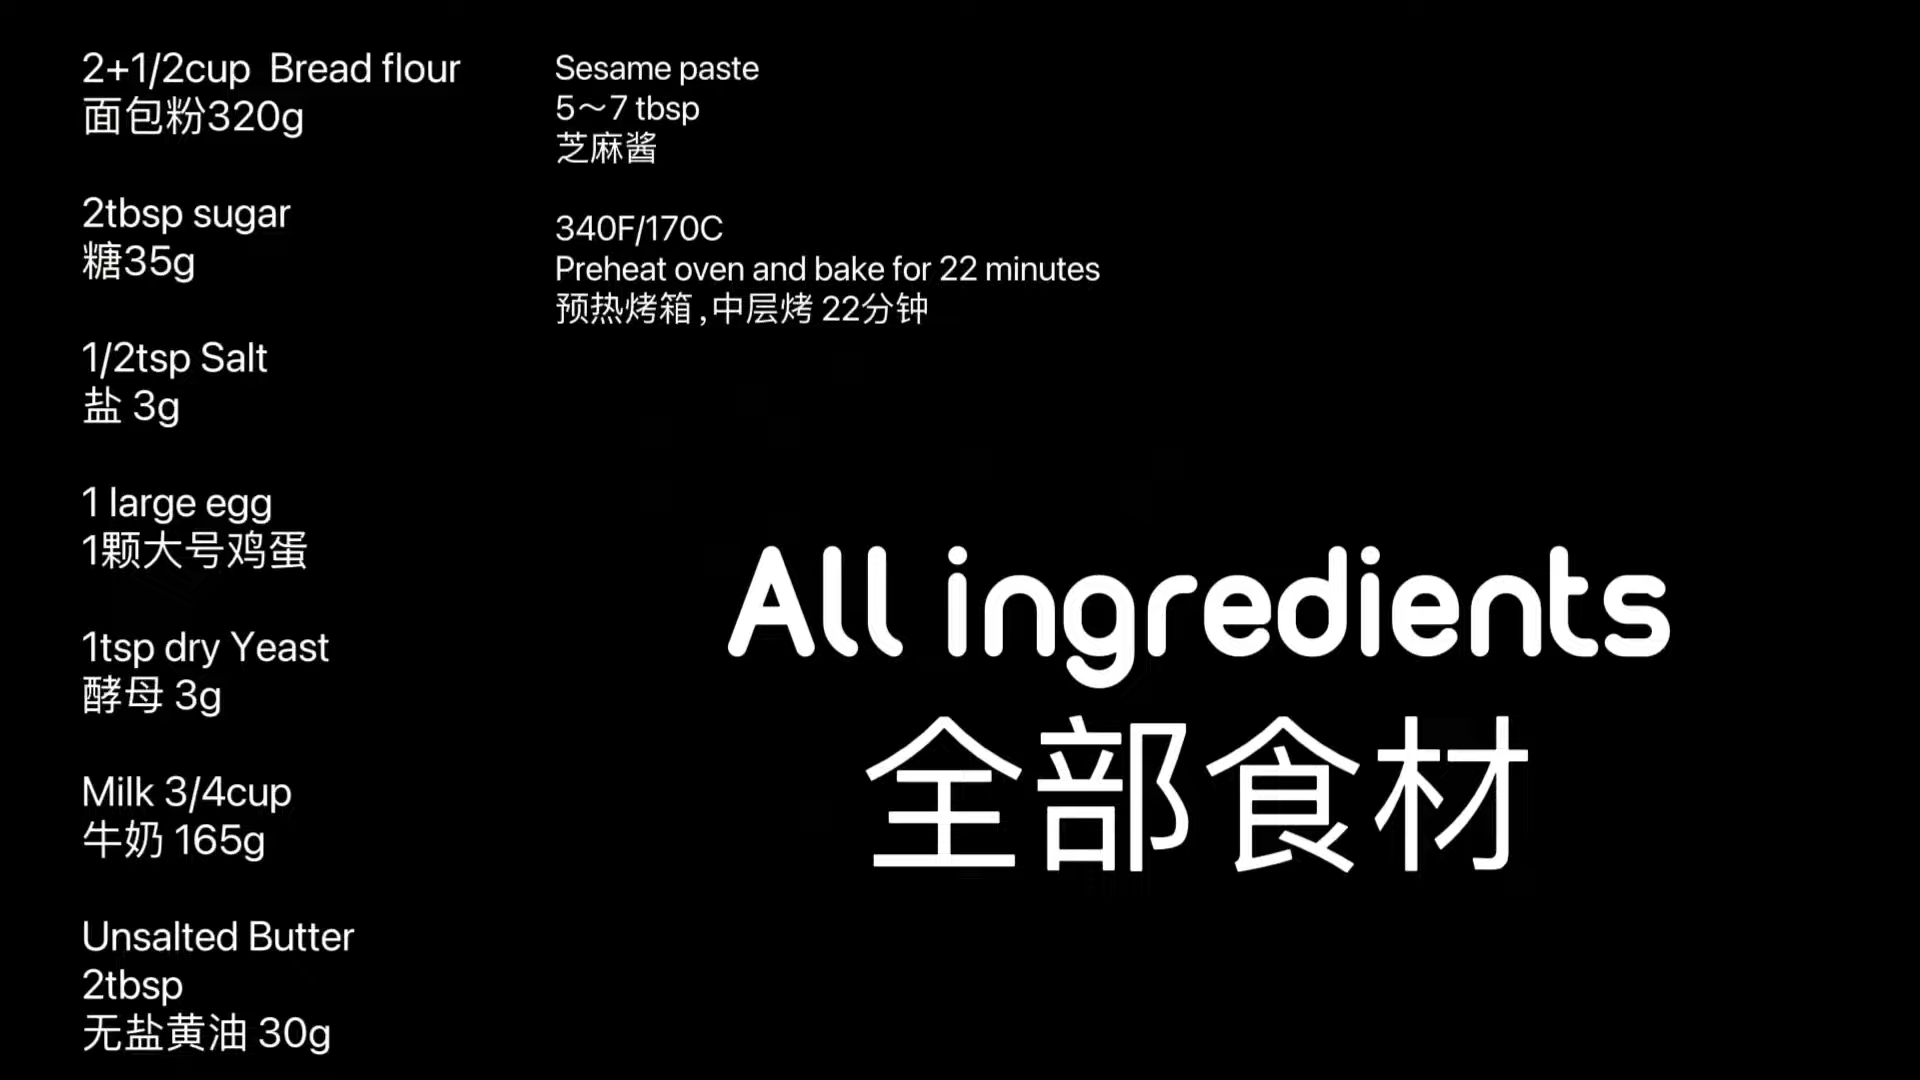 2+1/2cup  Bread flour
面包粉320g
2tbsp sugar
糖35g
1/2tsp Salt
盐 3g
1 large egg
1颗大号鸡蛋
1tsp dry Yeast
酵母 3g
Milk 3/4cup
牛奶 165g
Unsalted Butter
2tbsp
无盐黄油 30g
Sesame paste
5～7 tbsp
芝麻酱
340F/170C
Preheat oven and bake for 22 minutes
预热烤箱,中层烤 22分钟
All ingredients
全部食材